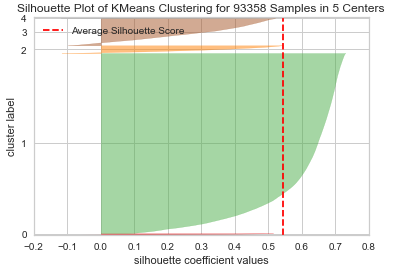 Silhouette Plot of KMeans Clustering for 93358 Samples in 5 Centers
Average Silhouette Score
cluster label
4
3
2
1
0
−0.2 −0.1 0.0 0.1 0.2 0.3 0.4 0.5 0.6 0.7 0.8
silhouette coefficient values